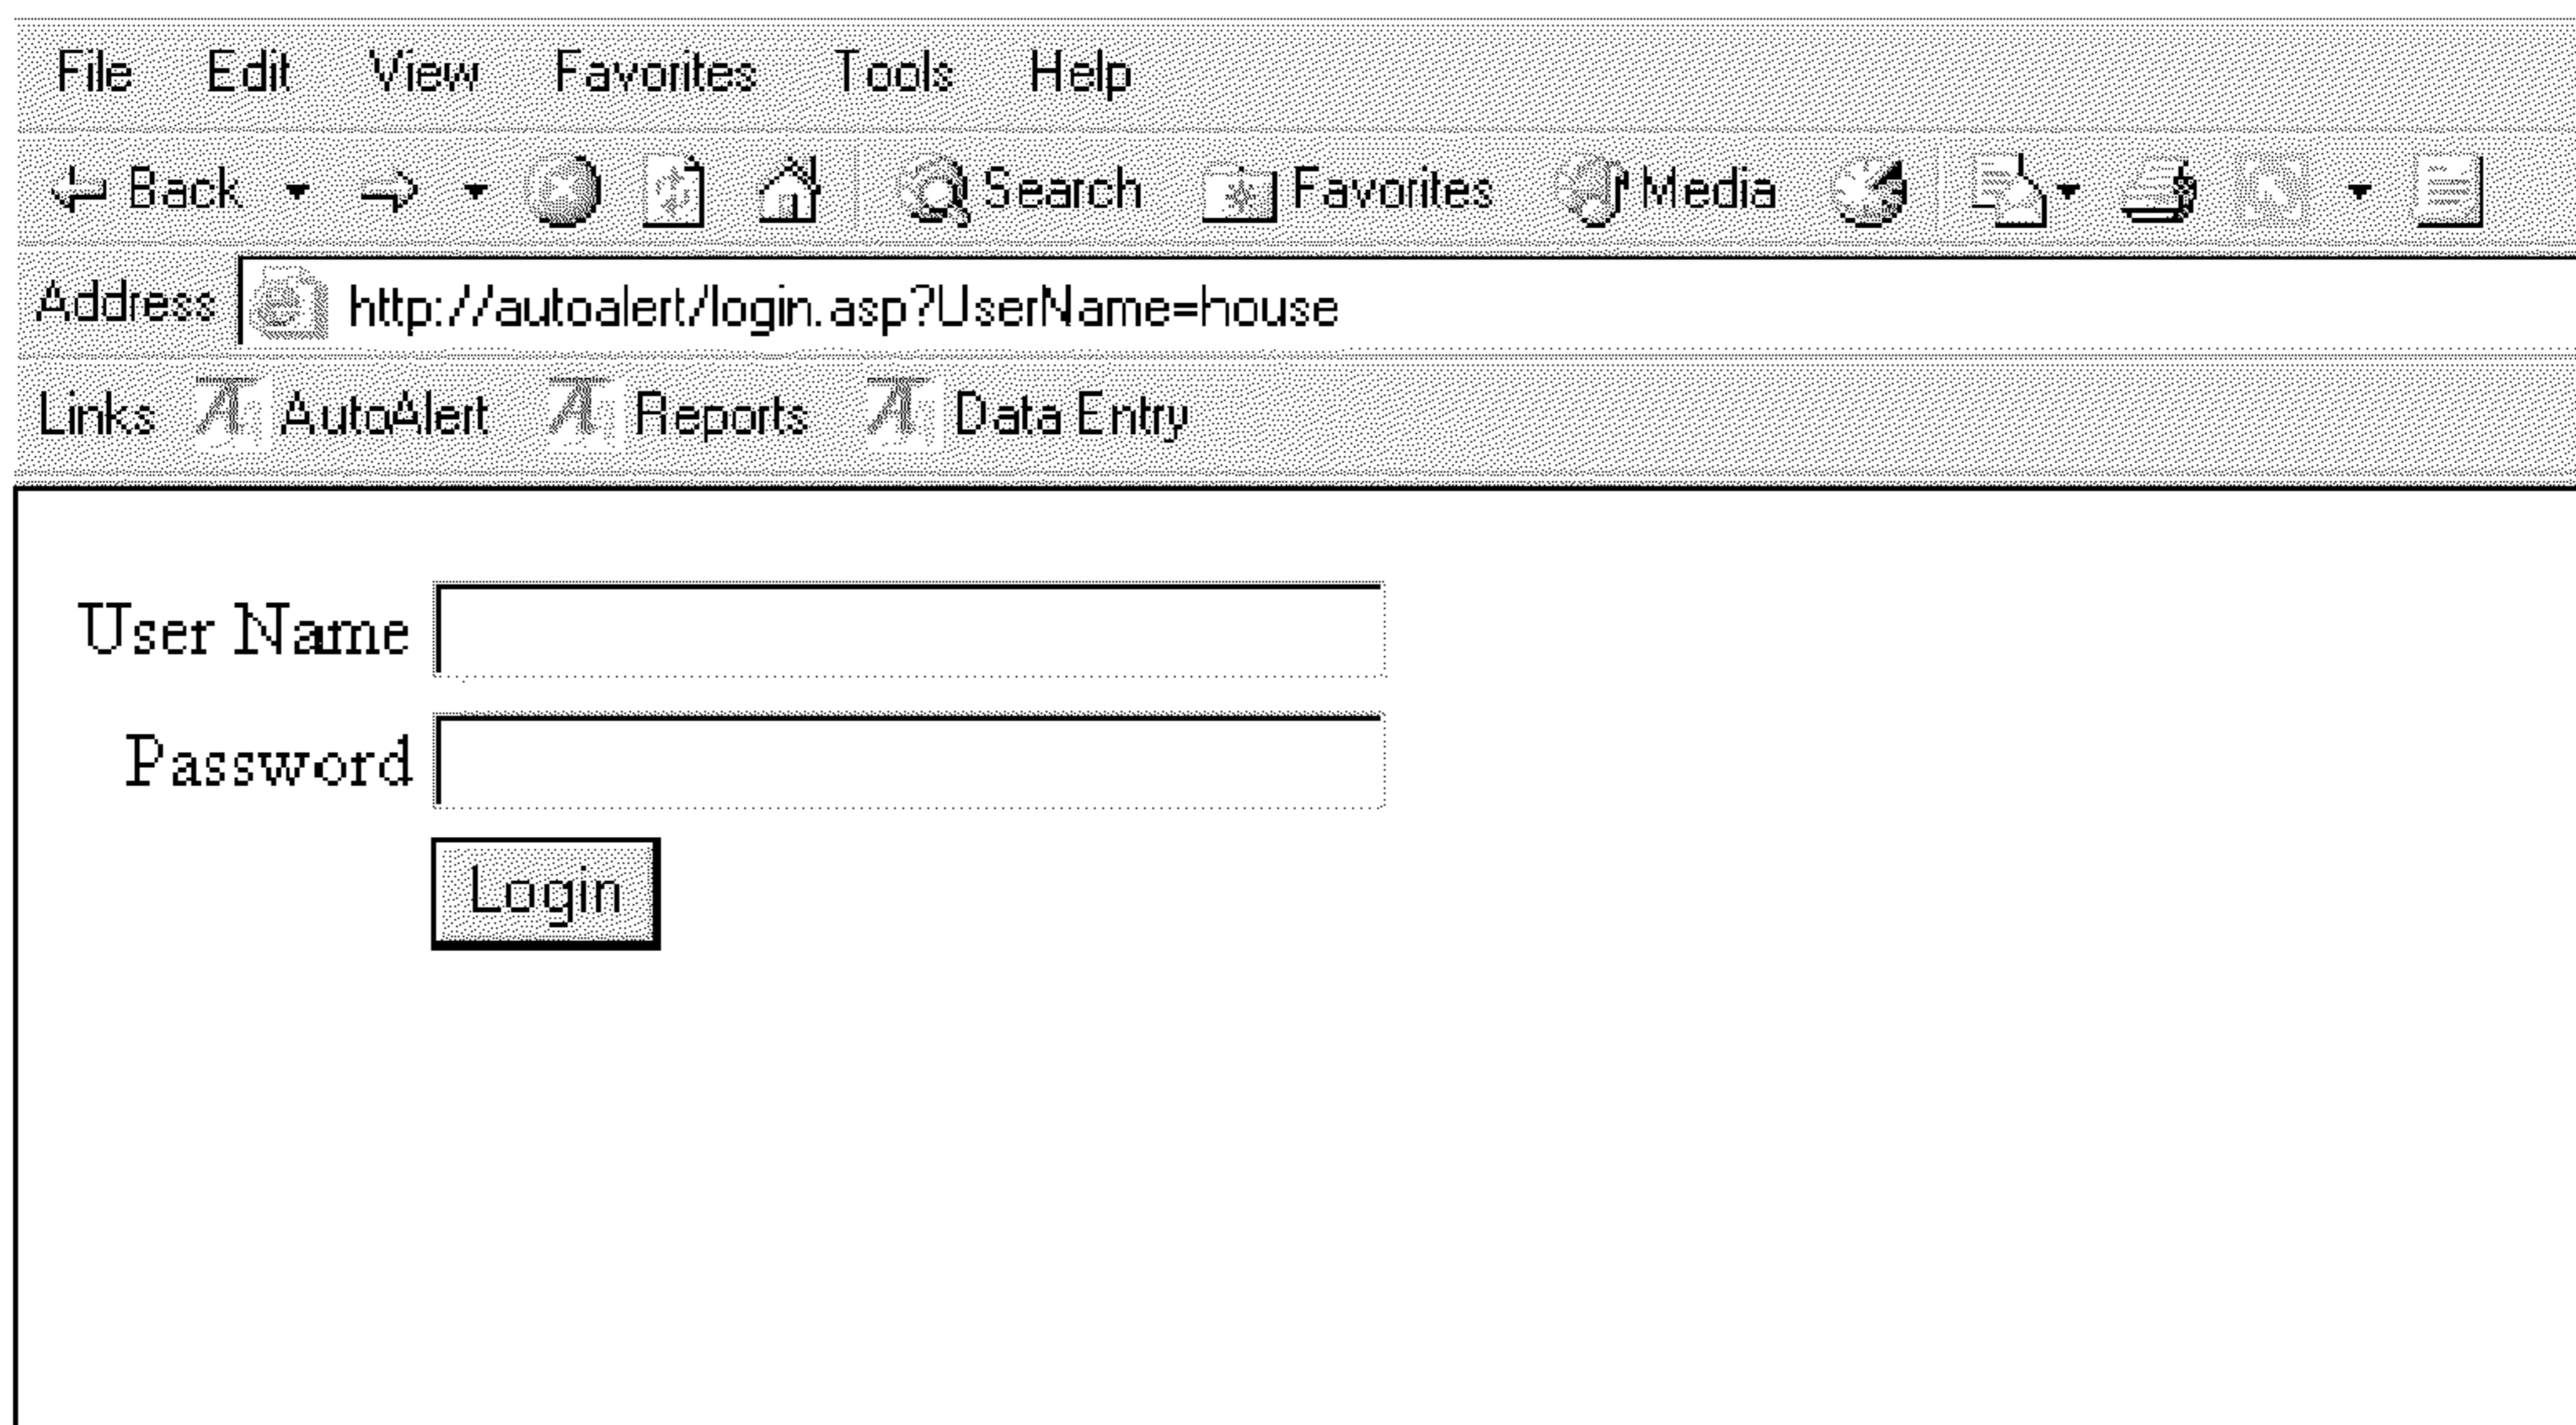 File Edit View Favorites Tools Help
Back Search Favorites Media
Address http://autoalert/login.asp?UserName=house
Links AutoAlert Reports Data Entry
User Name
Password
Login